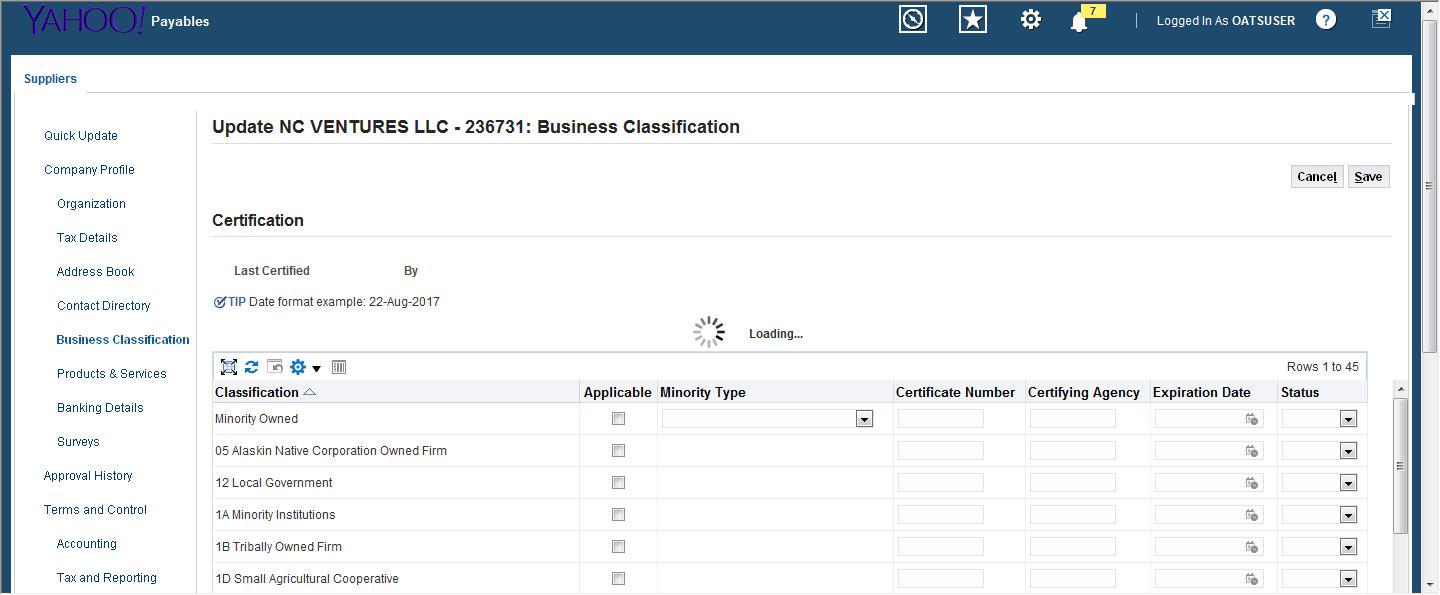 YAHOO! Payables
7
Logged In As OATSUSER
?
Suppliers
Quick Update
Company Profile
Organization
Tax Details
Address Book
Contact Directory
Business Classification
Products & Services
Banking Details
Surveys
Approval History
Terms and Control
Accounting
Tax and Reporting
Update NC VENTURES LLC - 236731: Business Classification
Cancel Save
Certification
Last Certified By
TIP Date format example: 22-Aug-2017
Loading...
Rows 1 to 45
Classification Applicable Minority Type Certificate Number Certifying Agency Expiration Date Status
Minority Owned
05 Alaskin Native Corporation Owned Firm
12 Local Government
1A Minority Institutions
1B Tribally Owned Firm
1D Small Agricultural Cooperative